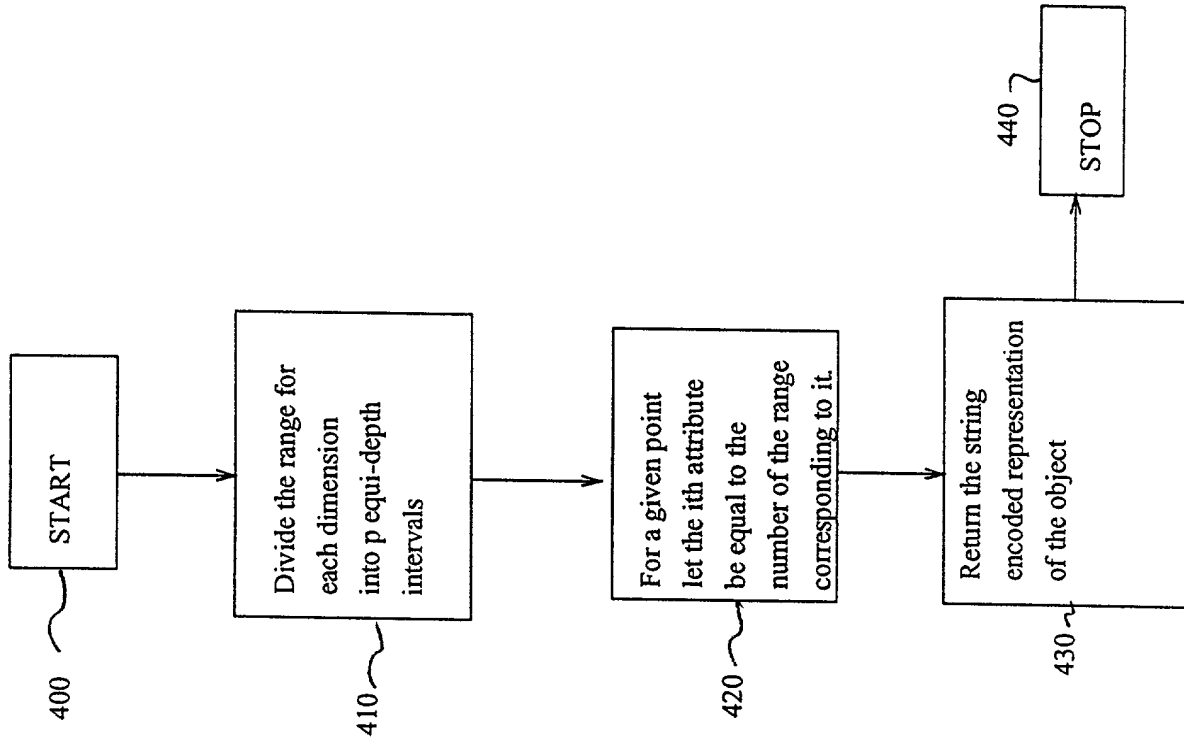 400
START
410
Divide the range for
each dimension
into p equi-depth
intervals
420
For a given point
let the ith attribute
be equal to the
number of the range
corresponding to it.
430
Return the string
encoded representation
of the object
440
STOP